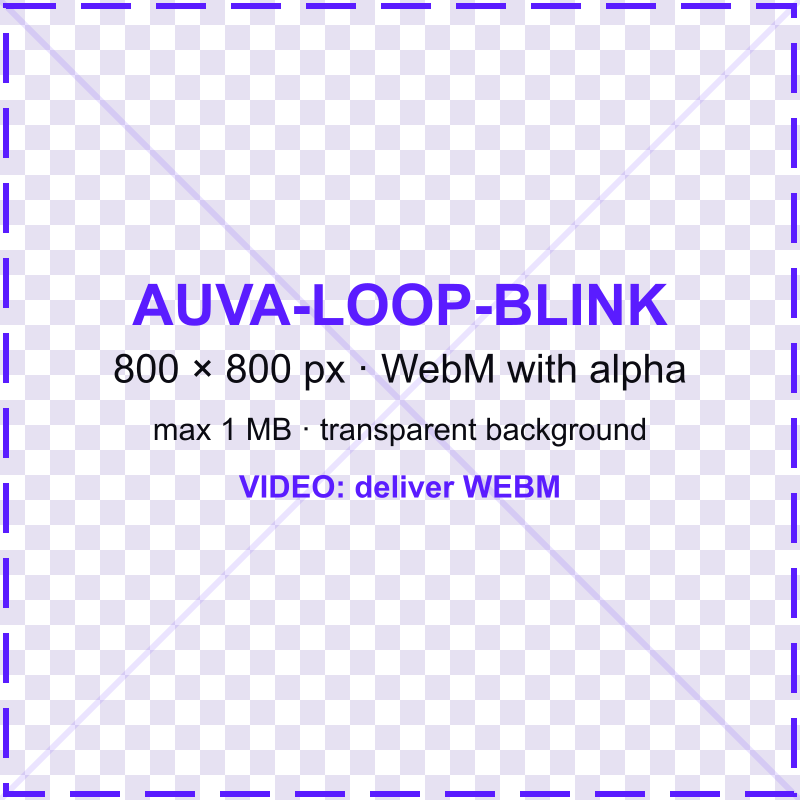 AUVA-LOOP-BLINK
800 × 800 px · WebM with alpha
max 1 MB · transparent background
VIDEO: deliver WEBM